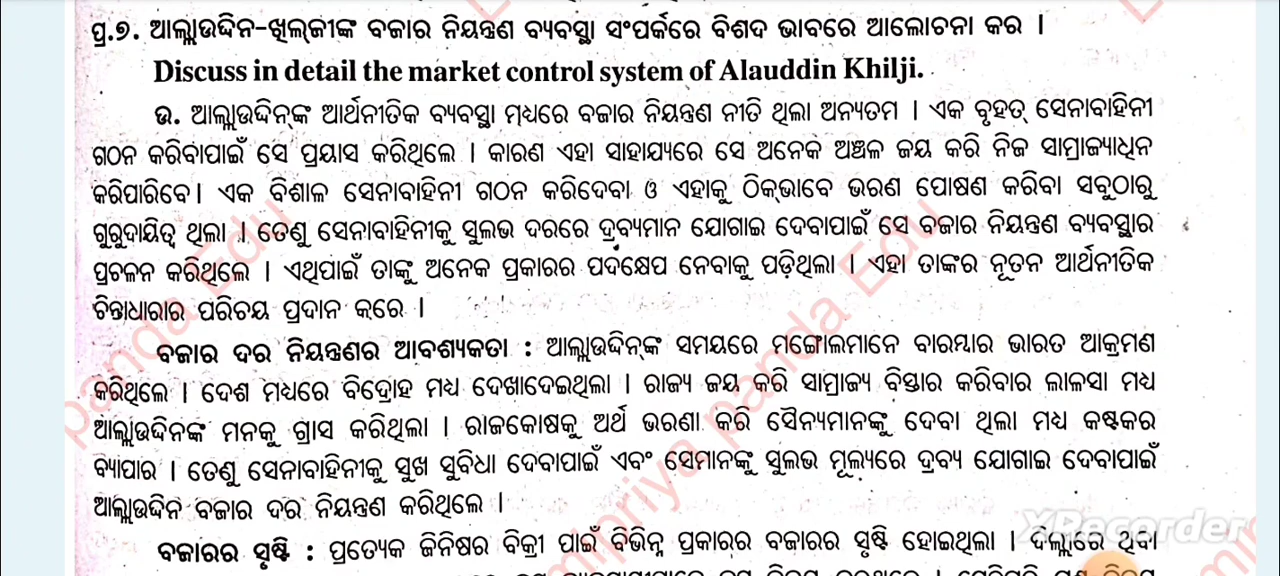 ପ୍ର.୭. ଆଲ୍ଲାଉଦ୍ଦିନ-ଖିଲ୍‌ଜୀଙ୍କ ବଜାର ନିୟନ୍ତ୍ରଣ ବ୍ୟବସ୍ଥା ସଂପର୍କରେ ବିଶଦ ଭାବରେ ଆଲୋଚନା କର ।
Discuss in detail the market control system of Alauddin Khilji.
ଉ. ଆଲ୍ଲାଉଦ୍ଦିନ୍‌ଙ୍କ ଆର୍ଥନୀତିକ ବ୍ୟବସ୍ଥା ମଧ୍ୟରେ ବଜାର ନିୟନ୍ତ୍ରଣ ନୀତି ଥିଲା ଅନ୍ୟତମ । ଏକ ବୃହତ୍ ସେନାବାହିନୀ
ଗଠନ କରିବାପାଇଁ ସେ ପ୍ରୟାସ କରିଥିଲେ । କାରଣ ଏହା ସାହାଯ୍ୟରେ ସେ ଅନେକ ଅଞ୍ଚଳ ଜୟ କରି ନିଜ ସାମ୍ରାଜ୍ୟାଧିନ
କରିପାରିବେ। ଏକ ବିଶାଳ ସେନାବାହିନୀ ଗଠନ କରିଦେବା ଓ ଏହାକୁ ଠିକ୍‌ଭାବେ ଭରଣ ପୋଷଣ କରିବା ସବୁଠାରୁ
ଗୁରୁଦାୟିତ୍ୱ ଥିଲା । ତେଣୁ ସେନାବାହିନୀକୁ ସୁଲଭ ଦରରେ ଦ୍ରବ୍ୟମାନ ଯୋଗାଇ ଦେବାପାଇଁ ସେ ବଜାର ନିୟନ୍ତ୍ରଣ ବ୍ୟବସ୍ଥାର
ପ୍ରଚଳନ କରିଥିଲେ । ଏଥିପାଇଁ ତାଙ୍କୁ ଅନେକ ପ୍ରକାରର ପଦକ୍ଷେପ ନେବାକୁ ପଡ଼ିଥିଲା । ଏହା ତାଙ୍କର ନୂତନ ଆର୍ଥନୀତିକ
ଚିନ୍ତାଧାରାର ପରିଚୟ ପ୍ରଦାନ କରେ ।
ବଜାର ଦର ନିୟନ୍ତ୍ରଣର ଆବଶ୍ୟକତା : ଆଲ୍ଲାଉଦ୍ଦିନ୍‌ଙ୍କ ସମୟରେ ମଙ୍ଗୋଲମାନେ ବାରମ୍ବାର ଭାରତ ଆକ୍ରମଣ
କରିଥିଲେ । ଦେଶ ମଧ୍ୟରେ ବିଦ୍ରୋହ ମଧ୍ୟ ଦେଖାଦେଇଥିଲା । ରାଜ୍ୟ ଜୟ କରି ସାମ୍ରାଜ୍ୟ ବିସ୍ତାର କରିବାର ଲାଳସା ମଧ୍ୟ
ଆଲ୍ଲାଉଦ୍ଦିନଙ୍କ ମନକୁ ଗ୍ରାସ କରିଥିଲା । ରାଜକୋଷକୁ ଅର୍ଥ ଭରଣା କରି ସୈନ୍ୟମାନଙ୍କୁ ଦେବା ଥିଲା ମଧ୍ୟ କଷ୍ଟକର
ବ୍ୟାପାର । ତେଣୁ ସେନାବାହିନୀକୁ ସୁଖ ସୁବିଧା ଦେବାପାଇଁ ଏବଂ ସେମାନଙ୍କୁ ସୁଲଭ ମୂଲ୍ୟରେ ଦ୍ରବ୍ୟ ଯୋଗାଇ ଦେବାପାଇଁ
ଆଲ୍ଲାଉଦ୍ଦିନ ବଜାର ଦର ନିୟନ୍ତ୍ରଣ କରିଥିଲେ ।
XRecorder
ବଜାରର ସୃଷ୍ଟି : ପ୍ରତ୍ୟେକ ଜିନିଷର ବିକ୍ରୀ ପାଇଁ ବିଭିନ୍ନ ପ୍ରକାରର ବଜାରର ସୃଷ୍ଟି ହୋଇଥିଲା । ଦିଲ୍ଲୀରେ ଥିବା